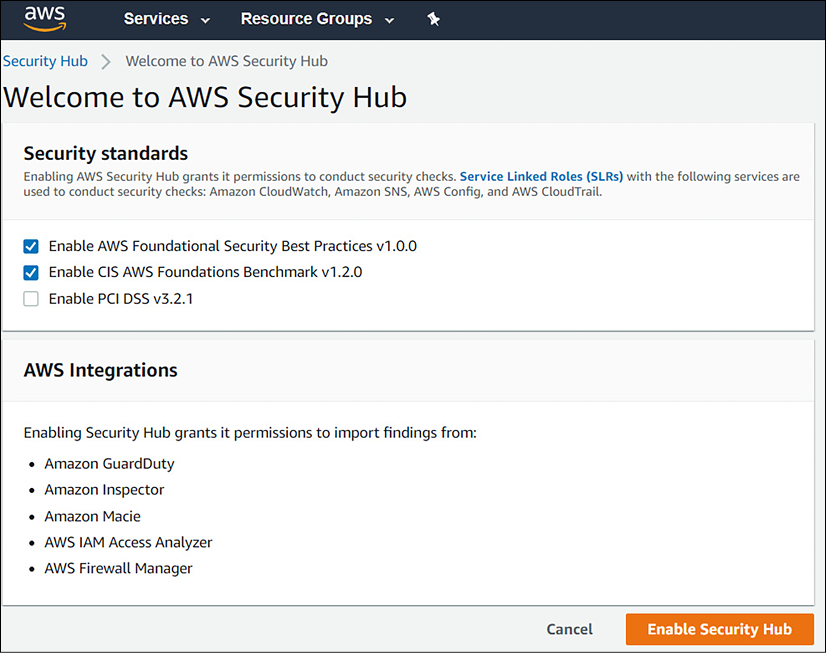 aws Services Resource Groups
Security Hub Welcome to AWS Security Hub
Welcome to AWS Security Hub
Security standards
Enabling AWS Security Hub grants it permissions to conduct security checks. Service Linked Roles (SLRs) with the following services are
used to conduct security checks: Amazon CloudWatch, Amazon SNS, AWS Config, and AWS CloudTrail.
Enable AWS Foundational Security Best Practices v1.0.0
Enable CIS AWS Foundations Benchmark v1.2.0
Enable PCI DSS v3.2.1
AWS Integrations
Enabling Security Hub grants it permissions to import findings from:
Amazon GuardDuty
Amazon Inspector
Amazon Macie
AWS IAM Access Analyzer
AWS Firewall Manager
Cancel Enable Security Hub